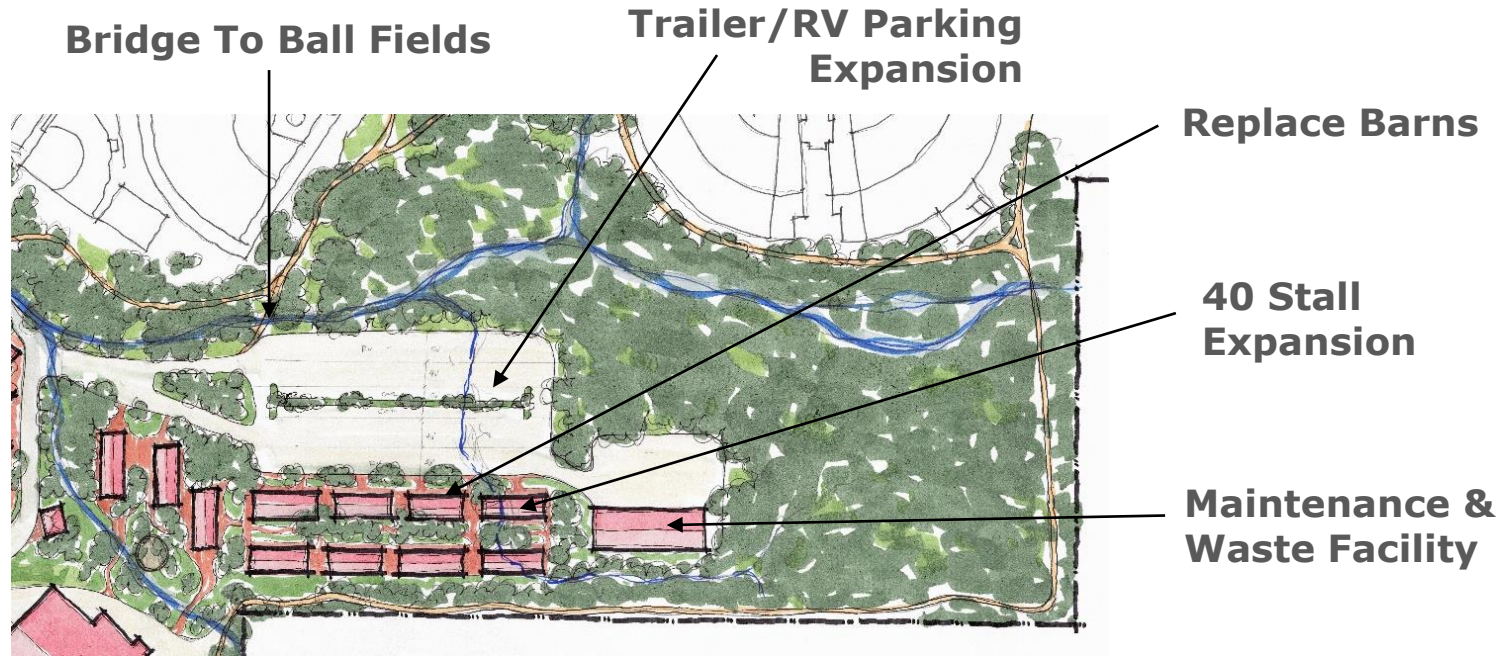 Bridge To Ball Fields
Trailer/RV Parking
Expansion
Replace Barns
40 Stall
Expansion
Maintenance &
Waste Facility